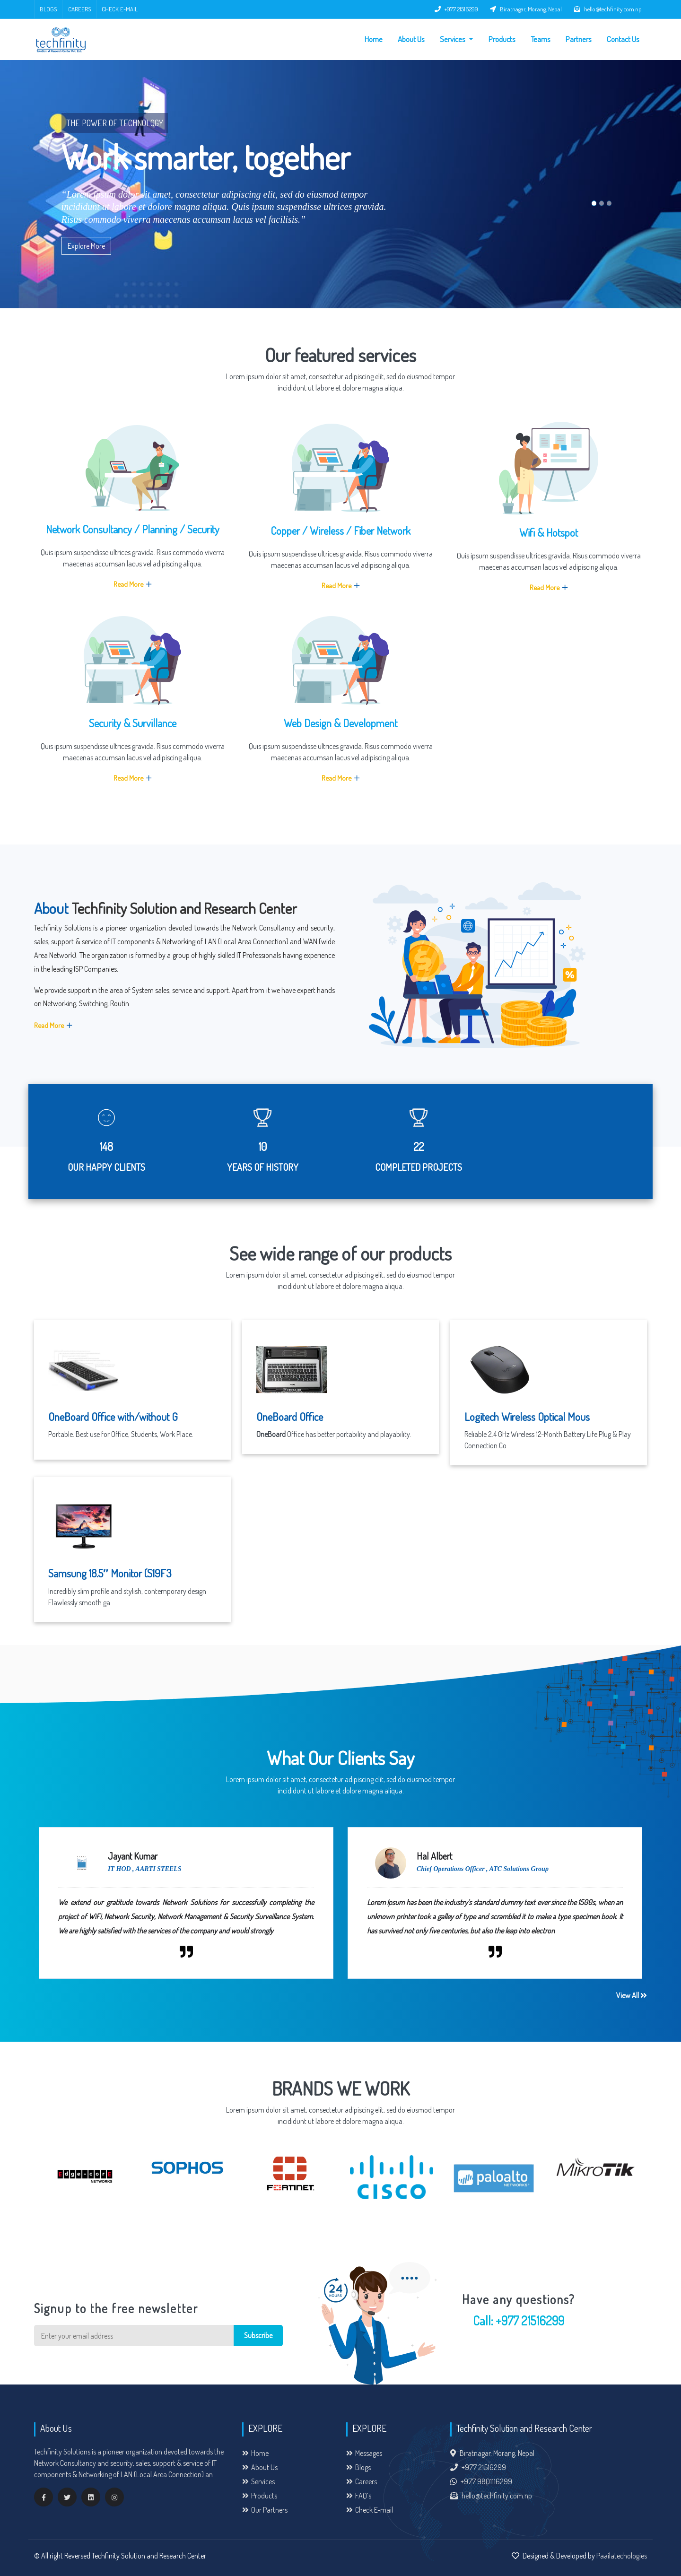 BLOGS
CAREERS
CHECK E-MAIL
+977 21516299
Biratnagar, Morang, Nepal
hello@techfinity.com.np
techfinity
Home
About Us
Services
Products
Teams
Partners
Contact Us
THE POWER OF TECHNOLOGY
Work smarter, together
"Lorem ipsum dolor sit amet, consectetur adipiscing elit, sed do eiusmod tempor
incididunt ut labore et dolore magna aliqua. Quis ipsum suspendisse ultrices gravida.
Risus commodo viverra maecenas accumsan lacus vel facilisis."
Explore More
Our featured services
Lorem ipsum dolor sit amet, consectetur adipiscing elit, sed do eiusmod tempor
incididunt ut labore et dolore magna aliqua.
Network Consultancy / Planning / Security
Quis ipsum suspendisse ultrices gravida. Risus commodo viverra
maecenas accumsan lacus vel adipiscing aliqua.
Read More +
Copper / Wireless / Fiber Network
Quis ipsum suspendisse ultrices gravida. Risus commodo viverra
maecenas accumsan lacus vel adipiscing aliqua.
Read More +
Wifi & Hotspot
Quis ipsum suspendisse ultrices gravida. Risus commodo viverra
maecenas accumsan lacus vel adipiscing aliqua.
Read More +
Security & Survillance
Quis ipsum suspendisse ultrices gravida. Risus commodo viverra
maecenas accumsan lacus vel adipiscing aliqua.
Read More +
Web Design & Development
Quis ipsum suspendisse ultrices gravida. Risus commodo viverra
maecenas accumsan lacus vel adipiscing aliqua.
Read More +
About Techfinity Solution and Research Center
Techfinity Solutions is a pioneer organization devoted towards the Network Consultancy and security,
sales, support & service of IT components & Networking of LAN (Local Area Connection) and WAN (wide
Area Network). The organization is formed by a group of highly skilled IT Professionals having experience
in the leading ISP Companies.
We provide support in the area of System sales, service and support. Apart from it we have expert hands
on Networking, Switching, Routin
Read More +
148
OUR HAPPY CLIENTS
10
YEARS OF HISTORY
22
COMPLETED PROJECTS
See wide range of our products
Lorem ipsum dolor sit amet, consectetur adipiscing elit, sed do eiusmod tempor
incididunt ut labore et dolore magna aliqua.
OneBoard Office with/without G
Portable. Best use for Office, Students, Work Place.
OneBoard Office
OneBoard Office has better portability and playability.
Logitech Wireless Optical Mous
Reliable 2.4 GHz Wireless 12-Month Battery Life Plug & Play
Connection Co
Samsung 18.5″ Monitor (S19F3
Incredibly slim profile and stylish, contemporary design
Flawlessly smooth ga
What Our Clients Say
Lorem ipsum dolor sit amet, consectetur adipiscing elit, sed do eiusmod tempor
incididunt ut labore et dolore magna aliqua.
Jayant Kumar
IT HOD , AARTI STEELS
We extend our gratitude towards Network Solutions for successfully completing the
project of WiFi, Network Security, Network Management & Security Surveillance System.
We are highly satisfied with the services of the company and would strongly
Hal Albert
Chief Operations Officer , ATC Solutions Group
Lorem Ipsum has been the industry's standard dummy text ever since the 1500s, when an
unknown printer took a galley of type and scrambled it to make a type specimen book. It
has survived not only five centuries, but also the leap into electron
View All
BRANDS WE WORK
Lorem ipsum dolor sit amet, consectetur adipiscing elit, sed do eiusmod tempor
incididunt ut labore et dolore magna aliqua.
Edge-corE
NETWORKS
SOPHOS
FORTINET
CISCO
paloalto
NETWORKS
MikroTik
24
HOURS
Signup to the free newsletter
Enter your email address
Subscribe
Have any questions?
Call: +977 21516299
About Us
Techfinity Solutions is a pioneer organization devoted towards the
Network Consultancy and security, sales, support & service of IT
components & Networking of LAN (Local Area Connection) an
EXPLORE
Home
About Us
Services
Products
Our Partners
EXPLORE
Messages
Blogs
Careers
FAQ's
Check E-mail
Techfinity Solution and Research Center
Biratnagar, Morang, Nepal
+977 21516299
+977 9801116299
hello@techfinity.com.np
© All right Reversed Techfinity Solution and Research Center
Designed & Developed by Paailatechologies